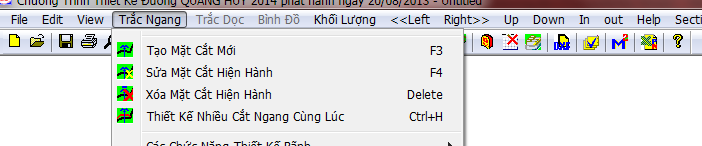 Chương Trình Thiết Kế Đường QUANG HUY 2014 phát hành ngày 20/08/2013 - Untitled
File Edit View Trắc Ngang Trắc Dọc Bình Đồ Khối Lượng <<Left Right>> Up Down In out Help Secti
Tạo Mặt Cắt Mới F3
Sửa Mặt Cắt Hiện Hành F4
Xóa Mặt Cắt Hiện Hành Delete
Thiết Kế Nhiều Cắt Ngang Cùng Lúc Ctrl+H
Các Chức Năng Thiết Kế Rãnh